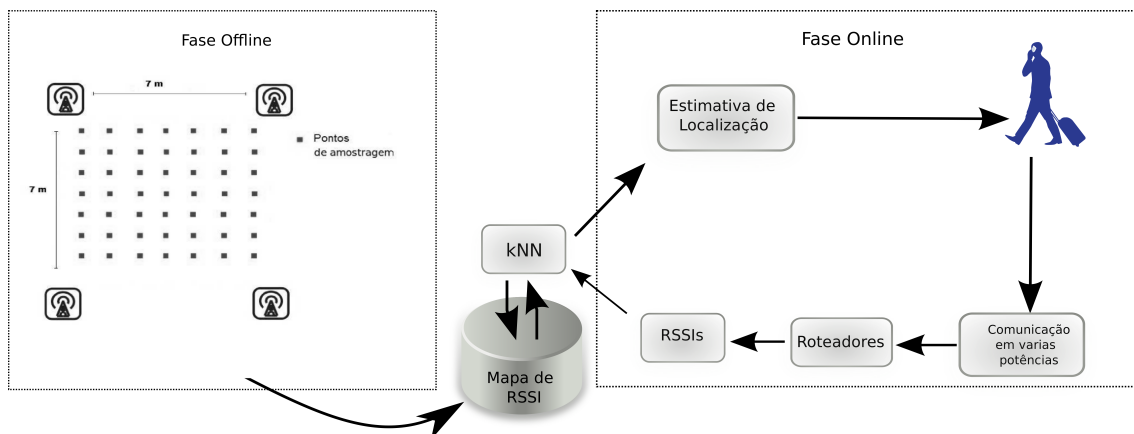 Fase Offline
7 m
7 m
Pontos
de amostragem
kNN
Mapa de
RSSI
Fase Online
Estimativa de
Localização
RSSIs
Roteadores
Comunicação
em varias
potências